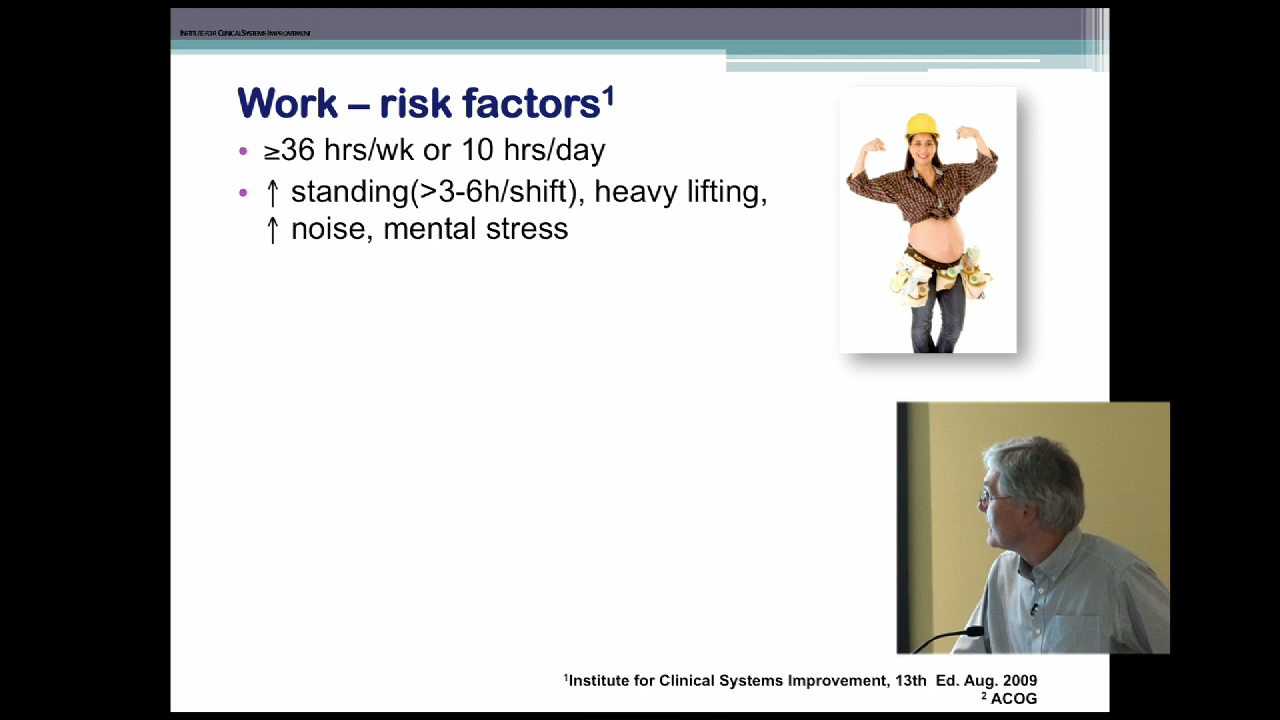 INSTITUTE FOR CLINICAL SYSTEMS IMPROVEMENT
Work – risk factors¹
• ≥36 hrs/wk or 10 hrs/day
• ↑ standing(>3-6h/shift), heavy lifting,
↑ noise, mental stress
¹Institute for Clinical Systems Improvement, 13th Ed. Aug. 2009
² ACOG